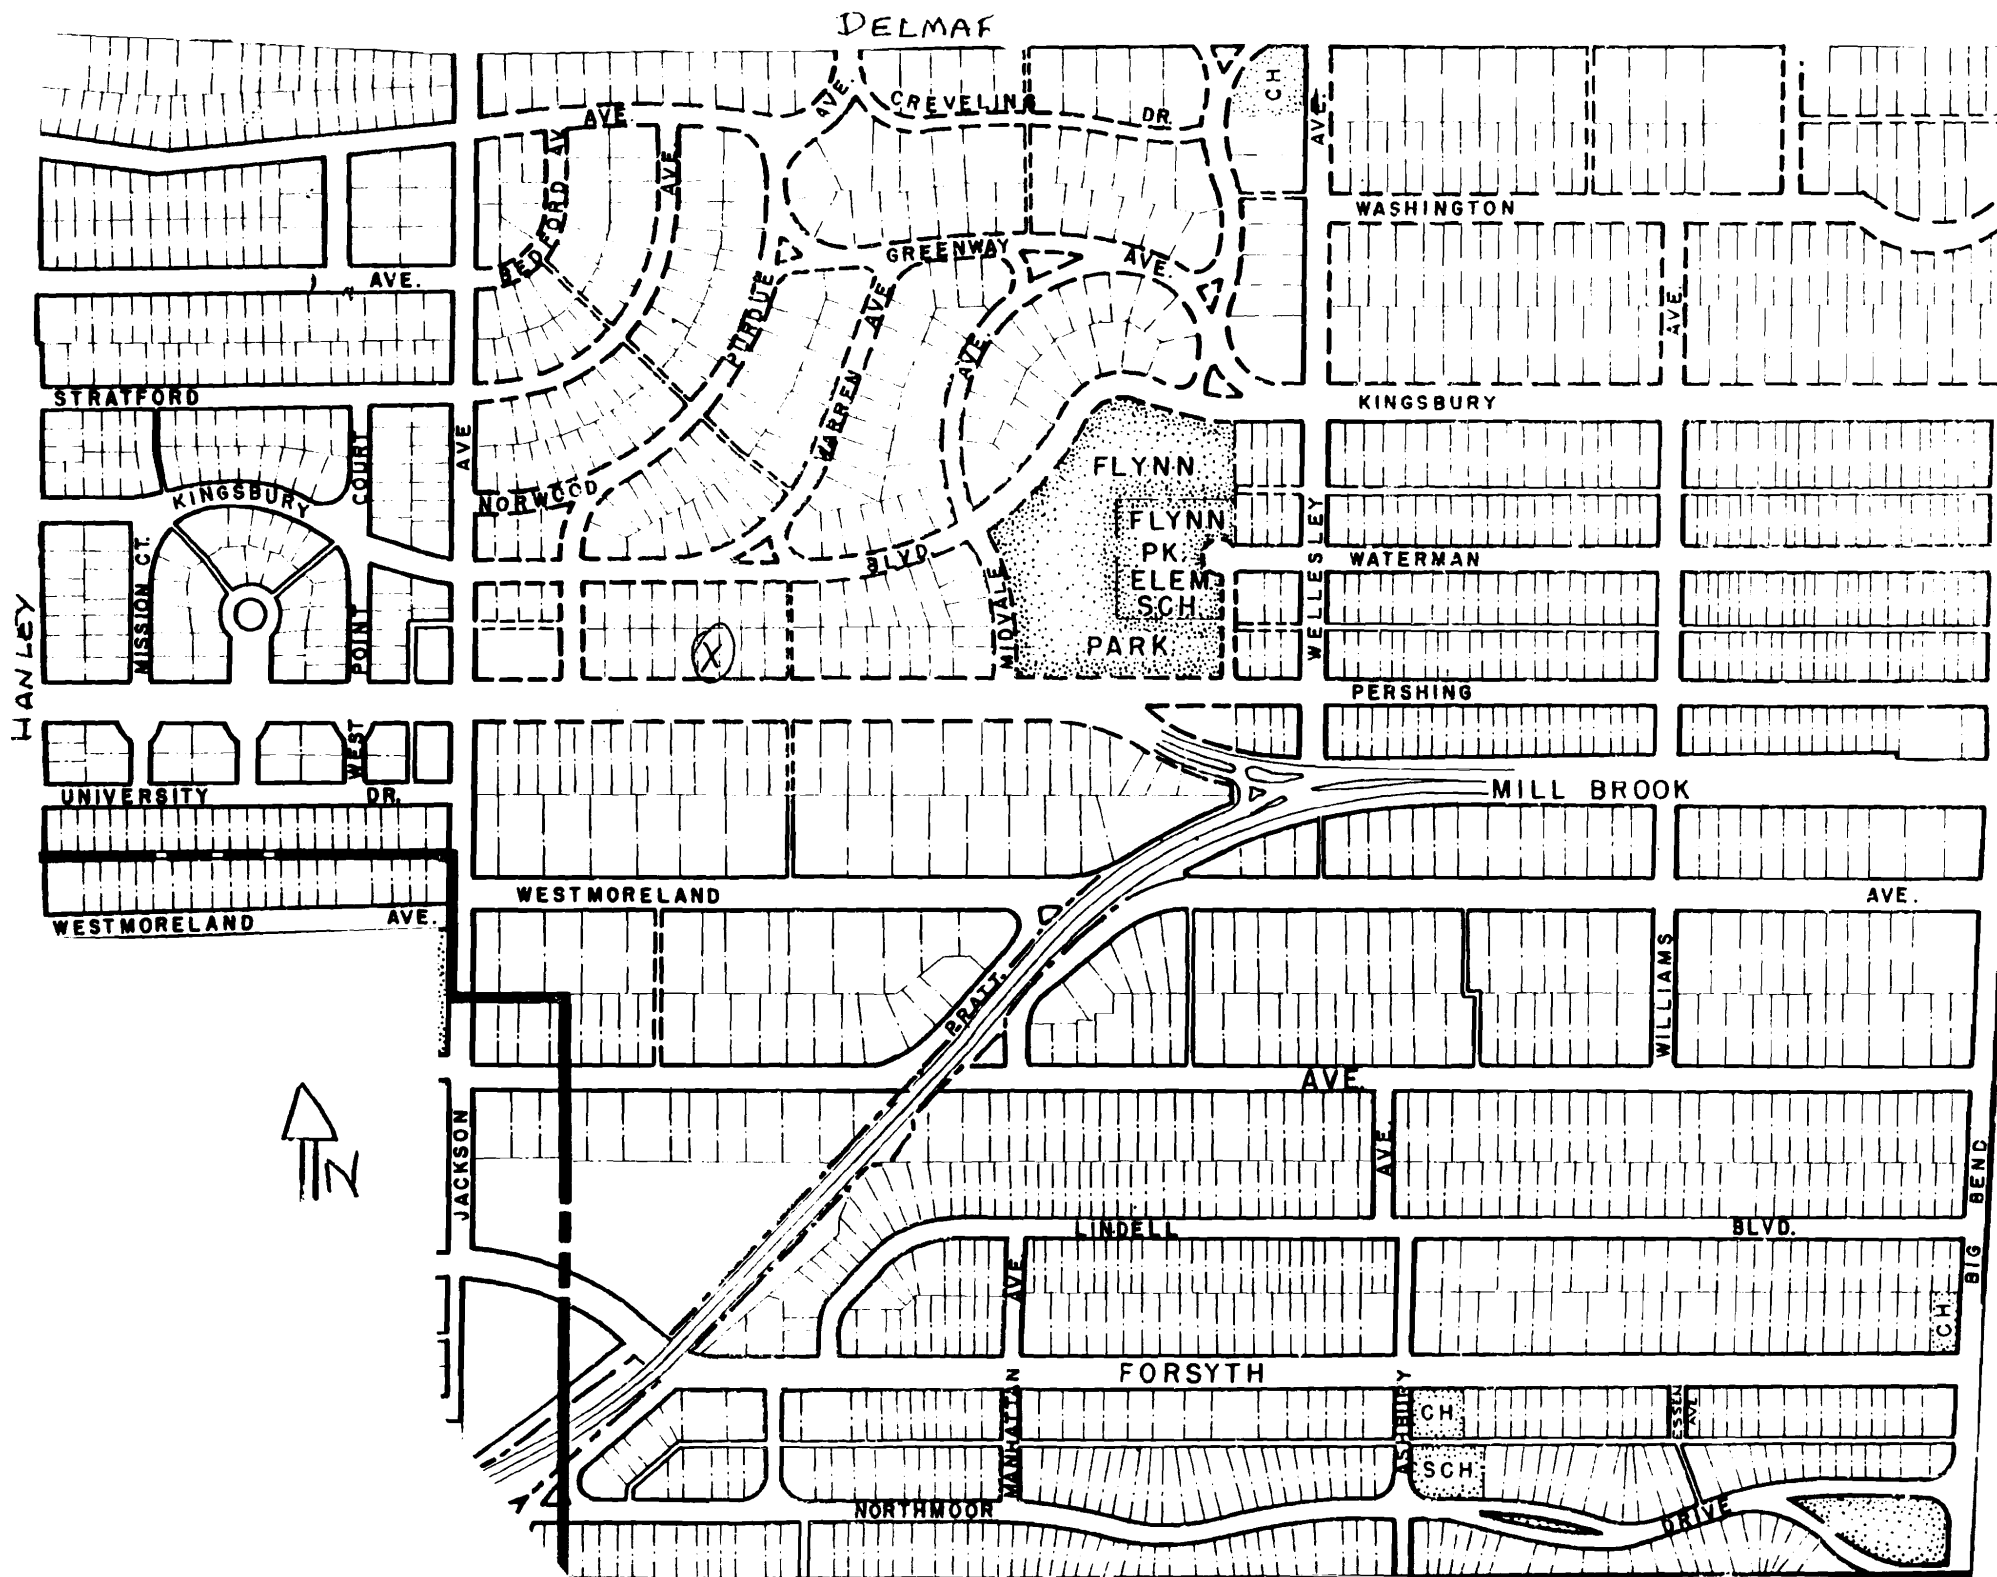 DELMAF
CH
CREVELING
AVE.
AVE.
DR.
AVE.
BEDFORD AV
AVE.
WASHINGTON
GREENWAY
AVE.
AVE.
PURDUE
AVE.
AVE.
AVE.
WARREN
STRATFORD
KINGSBURY
AVE
COURT
FLYNN
KINGSBURY
NORWOOD
FLYNN
PK.
ELEM
SCH.
PARK
WELLESLEY
WATERMAN
BLVD.
MISSION CT.
HANLEY
POINT
X
MIDVALE
PERSHING
WEST
UNIVERSITY
DR.
MILL BROOK
WESTMORELAND
AVE.
WESTMORELAND
AVE.
WILLIAMS
PRATT.
AVE.
N
JACKSON
AVE.
BIG BEND
LINDELL
BLVD.
AVE.
CH.
FORSYTH
MANHATTAN
ASHBURY
CH.
ESSEN
AVE.
SCH.
NORTHMOOR
DRIVE